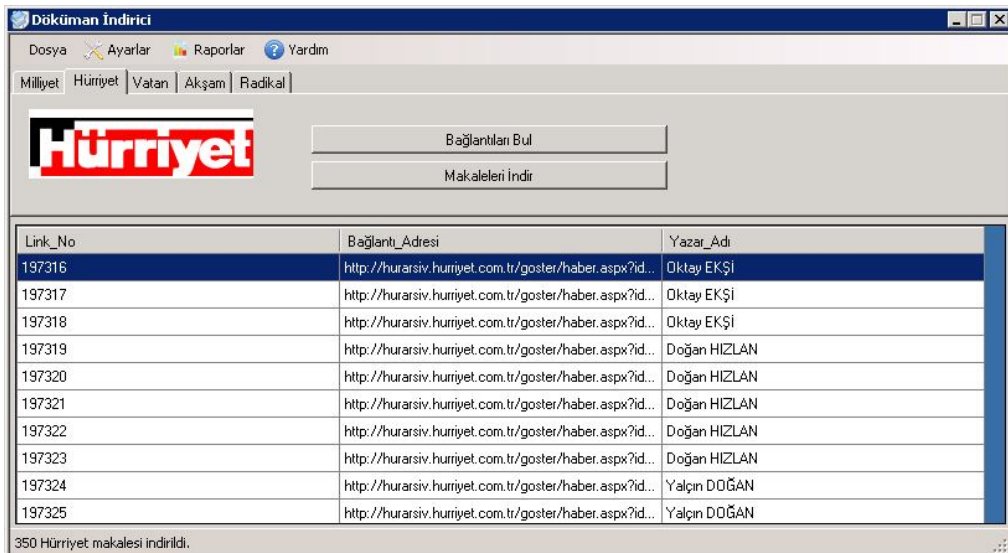 Döküman İndirici
Dosya Ayarlar Raporlar Yardım
Milliyet Hürriyet Vatan Akşam Radikal
Hürriyet
Bağlantıları Bul
Makaleleri İndir
Link_No Bağlantı_Adresi Yazar_Adı
197316 http://hurarsiv.hurriyet.com.tr/goster/haber.aspx?id... Oktay EKŞİ
197317 http://hurarsiv.hurriyet.com.tr/goster/haber.aspx?id... Oktay EKŞİ
197318 http://hurarsiv.hurriyet.com.tr/goster/haber.aspx?id... Oktay EKŞİ
197319 http://hurarsiv.hurriyet.com.tr/goster/haber.aspx?id... Doğan HIZLAN
197320 http://hurarsiv.hurriyet.com.tr/goster/haber.aspx?id... Doğan HIZLAN
197321 http://hurarsiv.hurriyet.com.tr/goster/haber.aspx?id... Doğan HIZLAN
197322 http://hurarsiv.hurriyet.com.tr/goster/haber.aspx?id... Doğan HIZLAN
197323 http://hurarsiv.hurriyet.com.tr/goster/haber.aspx?id... Doğan HIZLAN
197324 http://hurarsiv.hurriyet.com.tr/goster/haber.aspx?id... Yalçın DOĞAN
197325 http://hurarsiv.hurriyet.com.tr/goster/haber.aspx?id... Yalçın DOĞAN
350 Hürriyet makalesi indirildi.